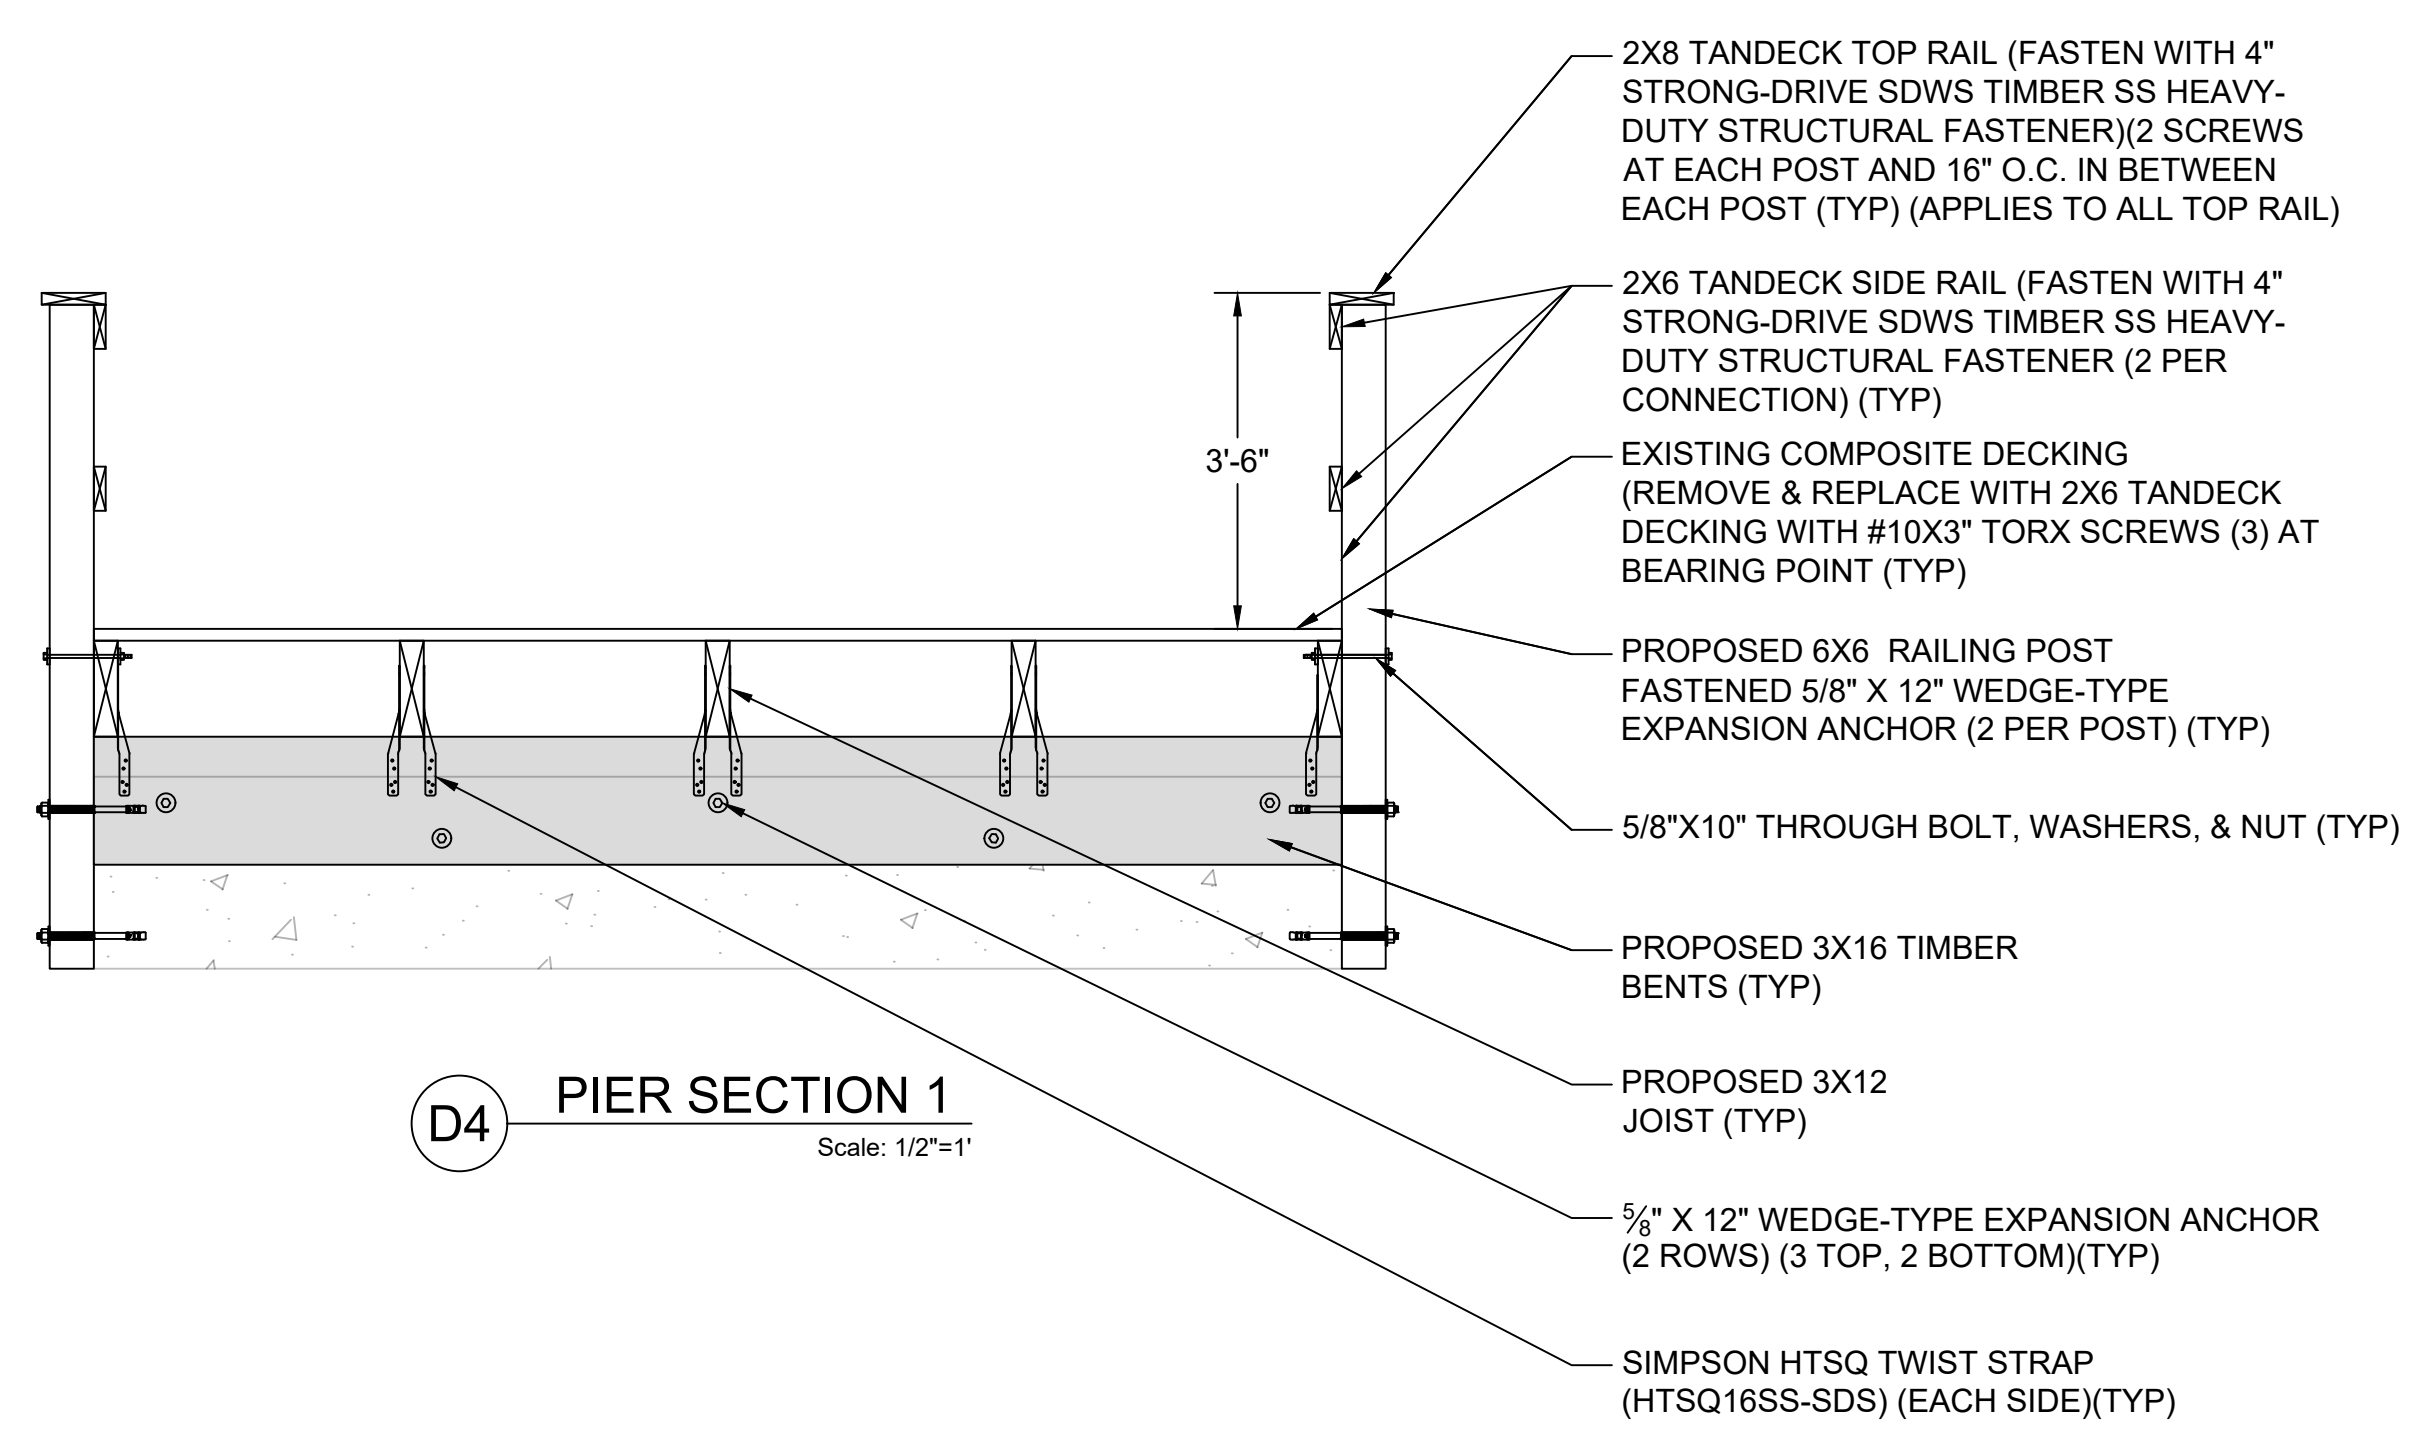 2X8 TANDECK TOP RAIL (FASTEN WITH 4"
STRONG-DRIVE SDWS TIMBER SS HEAVY-
DUTY STRUCTURAL FASTENER)(2 SCREWS
AT EACH POST AND 16" O.C. IN BETWEEN
EACH POST (TYP) (APPLIES TO ALL TOP RAIL)
2X6 TANDECK SIDE RAIL (FASTEN WITH 4"
STRONG-DRIVE SDWS TIMBER SS HEAVY-
DUTY STRUCTURAL FASTENER (2 PER
CONNECTION) (TYP)
3'-6"
EXISTING COMPOSITE DECKING
(REMOVE & REPLACE WITH 2X6 TANDECK
DECKING WITH #10X3" TORX SCREWS (3) AT
BEARING POINT (TYP)
PROPOSED 6X6 RAILING POST
FASTENED 5/8" X 12" WEDGE-TYPE
EXPANSION ANCHOR (2 PER POST) (TYP)
5/8"X10" THROUGH BOLT, WASHERS, & NUT (TYP)
PROPOSED 3X16 TIMBER
BENTS (TYP)
PROPOSED 3X12
JOIST (TYP)
⅝" X 12" WEDGE-TYPE EXPANSION ANCHOR
(2 ROWS) (3 TOP, 2 BOTTOM)(TYP)
SIMPSON HTSQ TWIST STRAP
(HTSQ16SS-SDS) (EACH SIDE)(TYP)
D4
PIER SECTION 1
Scale: 1/2"=1'